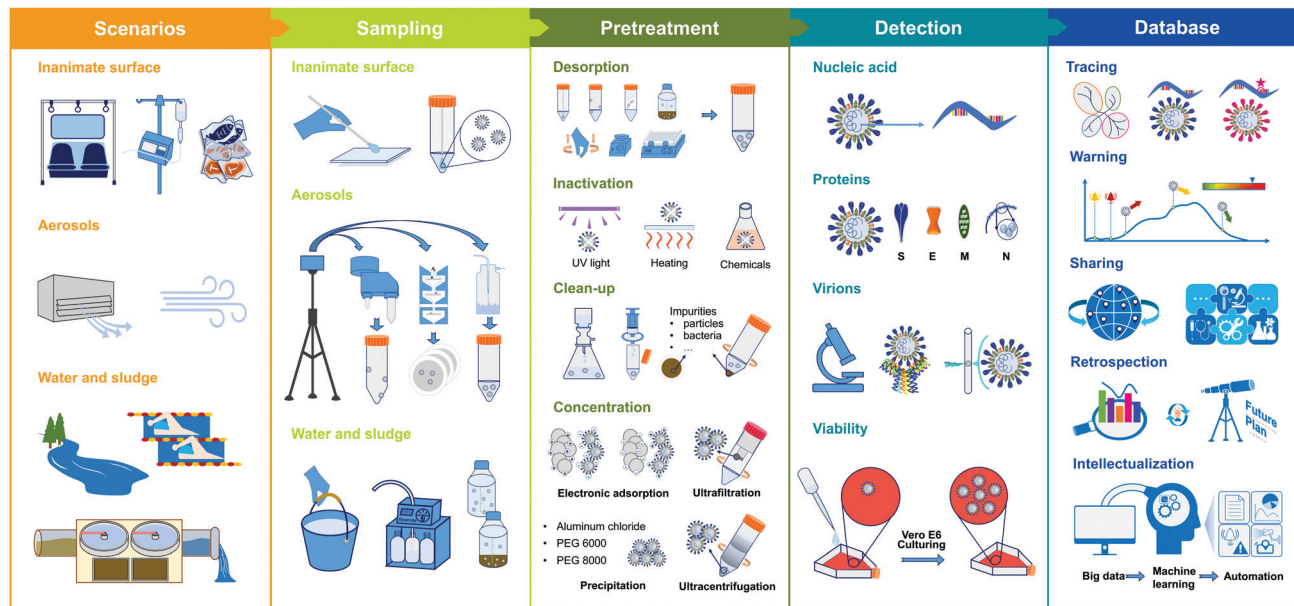 Scenarios
Inanimate surface
Aerosols
Water and sludge
Sampling
Inanimate surface
Aerosols
Water and sludge
Pretreatment
Desorption
Inactivation
UV light
Heating
Chemicals
Clean-up
Impurities
• particles
• bacteria
• ...
Concentration
Electronic adsorption
Ultrafiltration
• Aluminum chloride
• PEG 6000
• PEG 8000
Precipitation
Ultracentrifugation
Detection
Nucleic acid
Proteins
S
E
M
N
Virions
Viability
Vero E6
Culturing
Database
Tracing
Warning
Sharing
Retrospection
Future
Plan
Intellectualization
Big data
Machine
learning
Automation